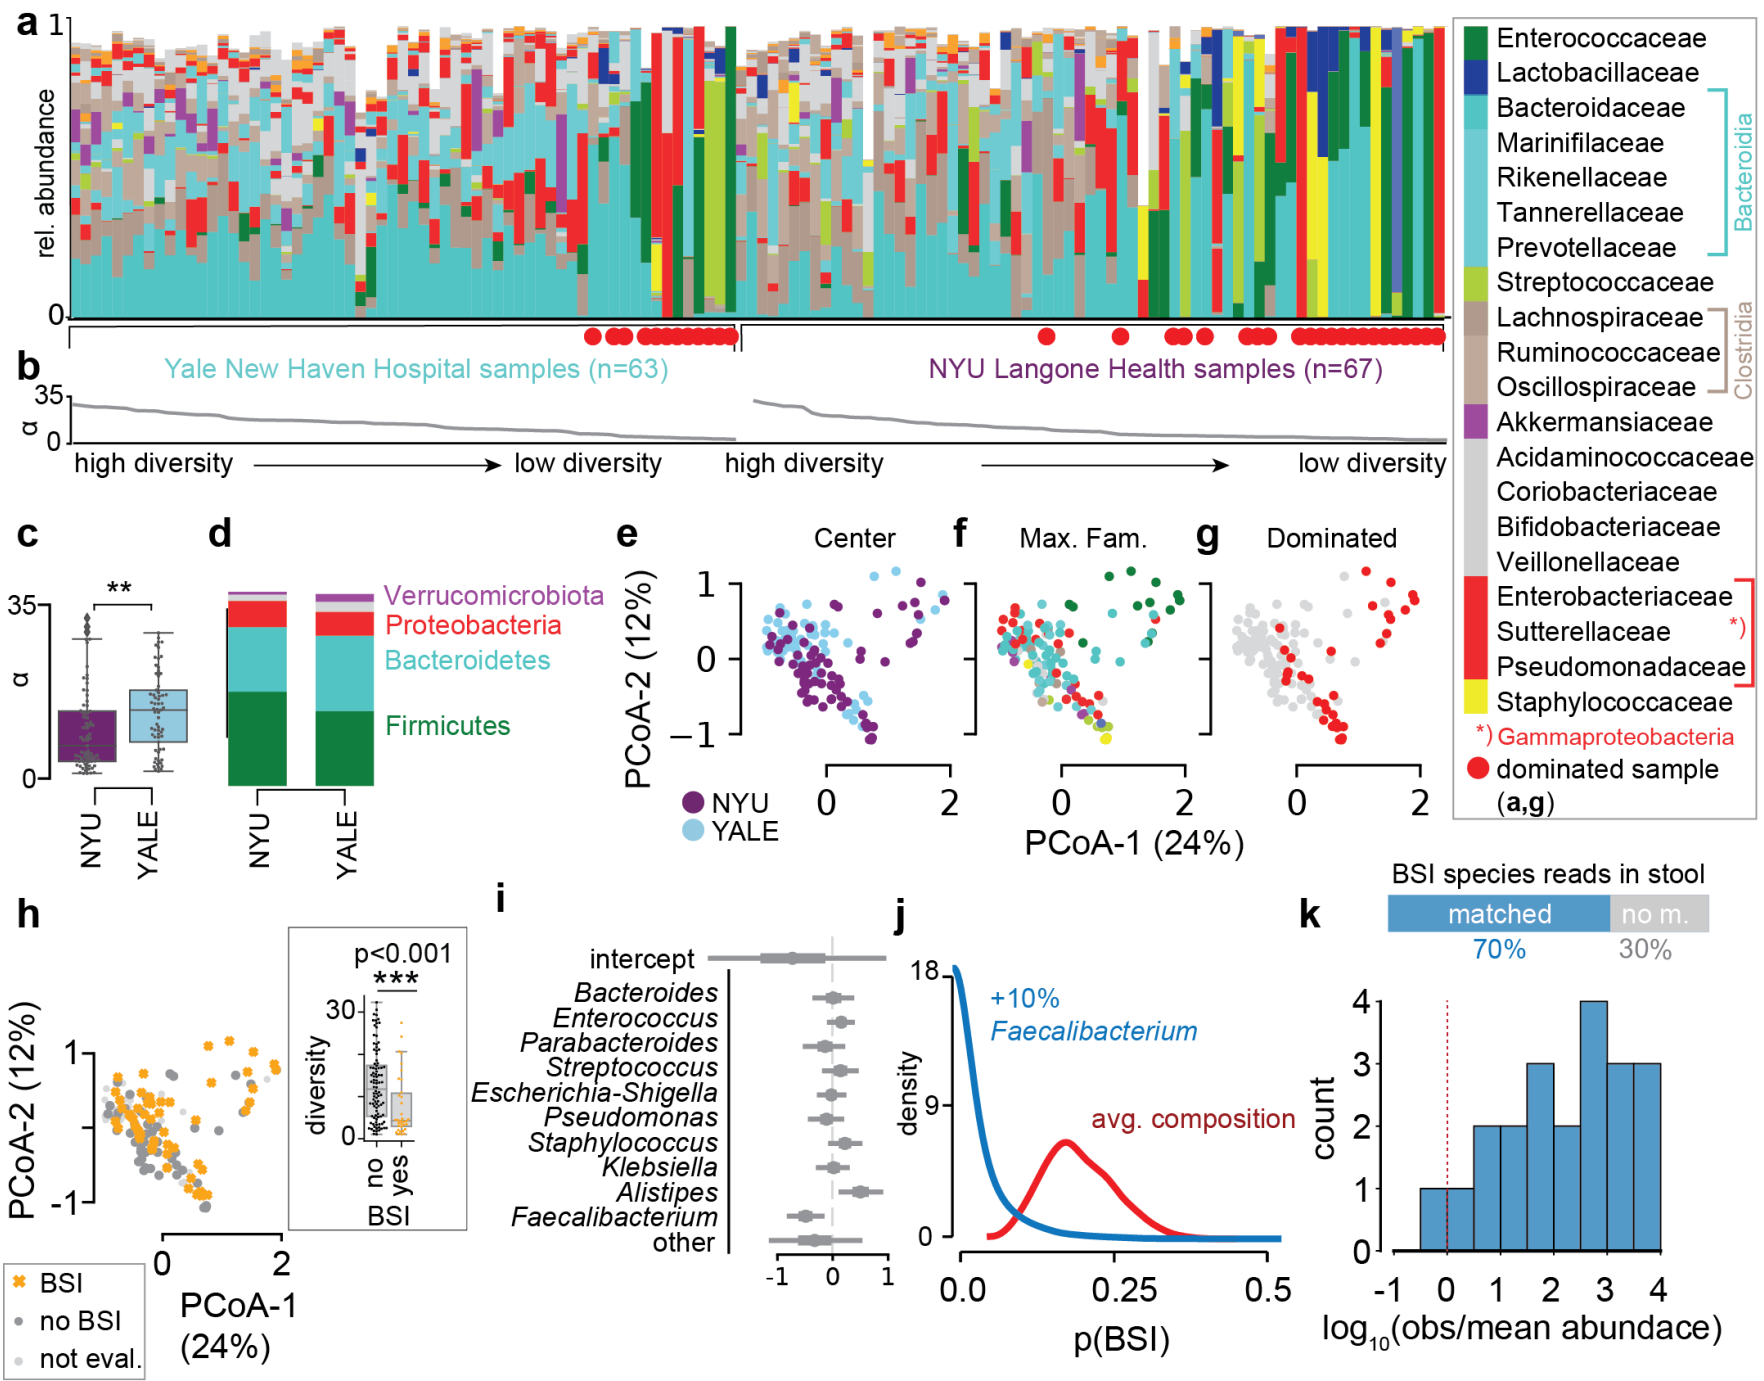 a
1
rel. abundance
0
Yale New Haven Hospital samples (n=63)
NYU Langone Health samples (n=67)
b
35
α
0
high diversity
low diversity
high diversity
low diversity
Enterococcaceae
Lactobacillaceae
Bacteroidaceae
Marinifilaceae
Rikenellaceae
Tannerellaceae
Prevotellaceae
Bacteroidia
Streptococcaceae
Lachnospiraceae
Ruminococcaceae
Oscillospiraceae
Clostridia
Akkermansiaceae
Acidaminococcaceae
Coriobacteriaceae
Bifidobacteriaceae
Veillonellaceae
Enterobacteriaceae
Sutterellaceae
*)
Pseudomonadaceae
Staphylococcaceae
*) Gammaproteobacteria
dominated sample
(a,g)
c
**
35
α
0
NYU
YALE
d
Verrucomicrobiota
Proteobacteria
Bacteroidetes
Firmicutes
NYU
YALE
e
Center
f
Max. Fam.
g
Dominated
PCoA-2 (12%)
1
0
−1
0
2
0
2
0
2
NYU
YALE
PCoA-1 (24%)
h
PCoA-2 (12%)
1
-1
0
2
PCoA-1
(24%)
BSI
no BSI
not eval.
p<0.001
***
30
diversity
0
no
yes
BSI
i
intercept
Bacteroides
Enterococcus
Parabacteroides
Streptococcus
Escherichia-Shigella
Pseudomonas
Staphylococcus
Klebsiella
Alistipes
Faecalibacterium
other
-1
0
1
j
18
+10%
Faecalibacterium
density
9
avg. composition
0
0.0
0.25
0.5
p(BSI)
k
BSI species reads in stool
matched
no m.
70%
30%
4
3
count
2
1
0
-1
0
1
2
3
4
log10(obs/mean abundace)